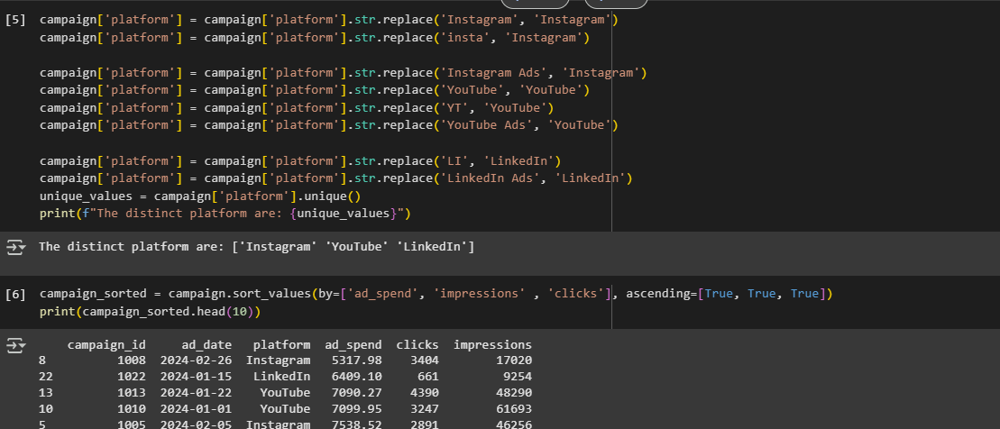 [5] campaign['platform'] = campaign['platform'].str.replace('Instagram', 'Instagram')
campaign['platform'] = campaign['platform'].str.replace('insta', 'Instagram')
campaign['platform'] = campaign['platform'].str.replace('Instagram Ads', 'Instagram')
campaign['platform'] = campaign['platform'].str.replace('YouTube', 'YouTube')
campaign['platform'] = campaign['platform'].str.replace('YT', 'YouTube')
campaign['platform'] = campaign['platform'].str.replace('YouTube Ads', 'YouTube')
campaign['platform'] = campaign['platform'].str.replace('LI', 'LinkedIn')
campaign['platform'] = campaign['platform'].str.replace('LinkedIn Ads', 'LinkedIn')
unique_values = campaign['platform'].unique()
print(f"The distinct platform are: {unique_values}")
The distinct platform are: ['Instagram' 'YouTube' 'LinkedIn']
[6] campaign_sorted = campaign.sort_values(by=['ad_spend', 'impressions' , 'clicks'], ascending=[True, True, True])
print(campaign_sorted.head(10))
campaign_id ad_date platform ad_spend clicks impressions
8 1008 2024-02-26 Instagram 5317.98 3404 17020
22 1022 2024-01-15 LinkedIn 6409.10 661 9254
13 1013 2024-01-22 YouTube 7090.27 4390 48290
10 1010 2024-01-01 YouTube 7099.95 3247 61693
5 1005 2024-02-05 Instagram 7538.52 2891 46256